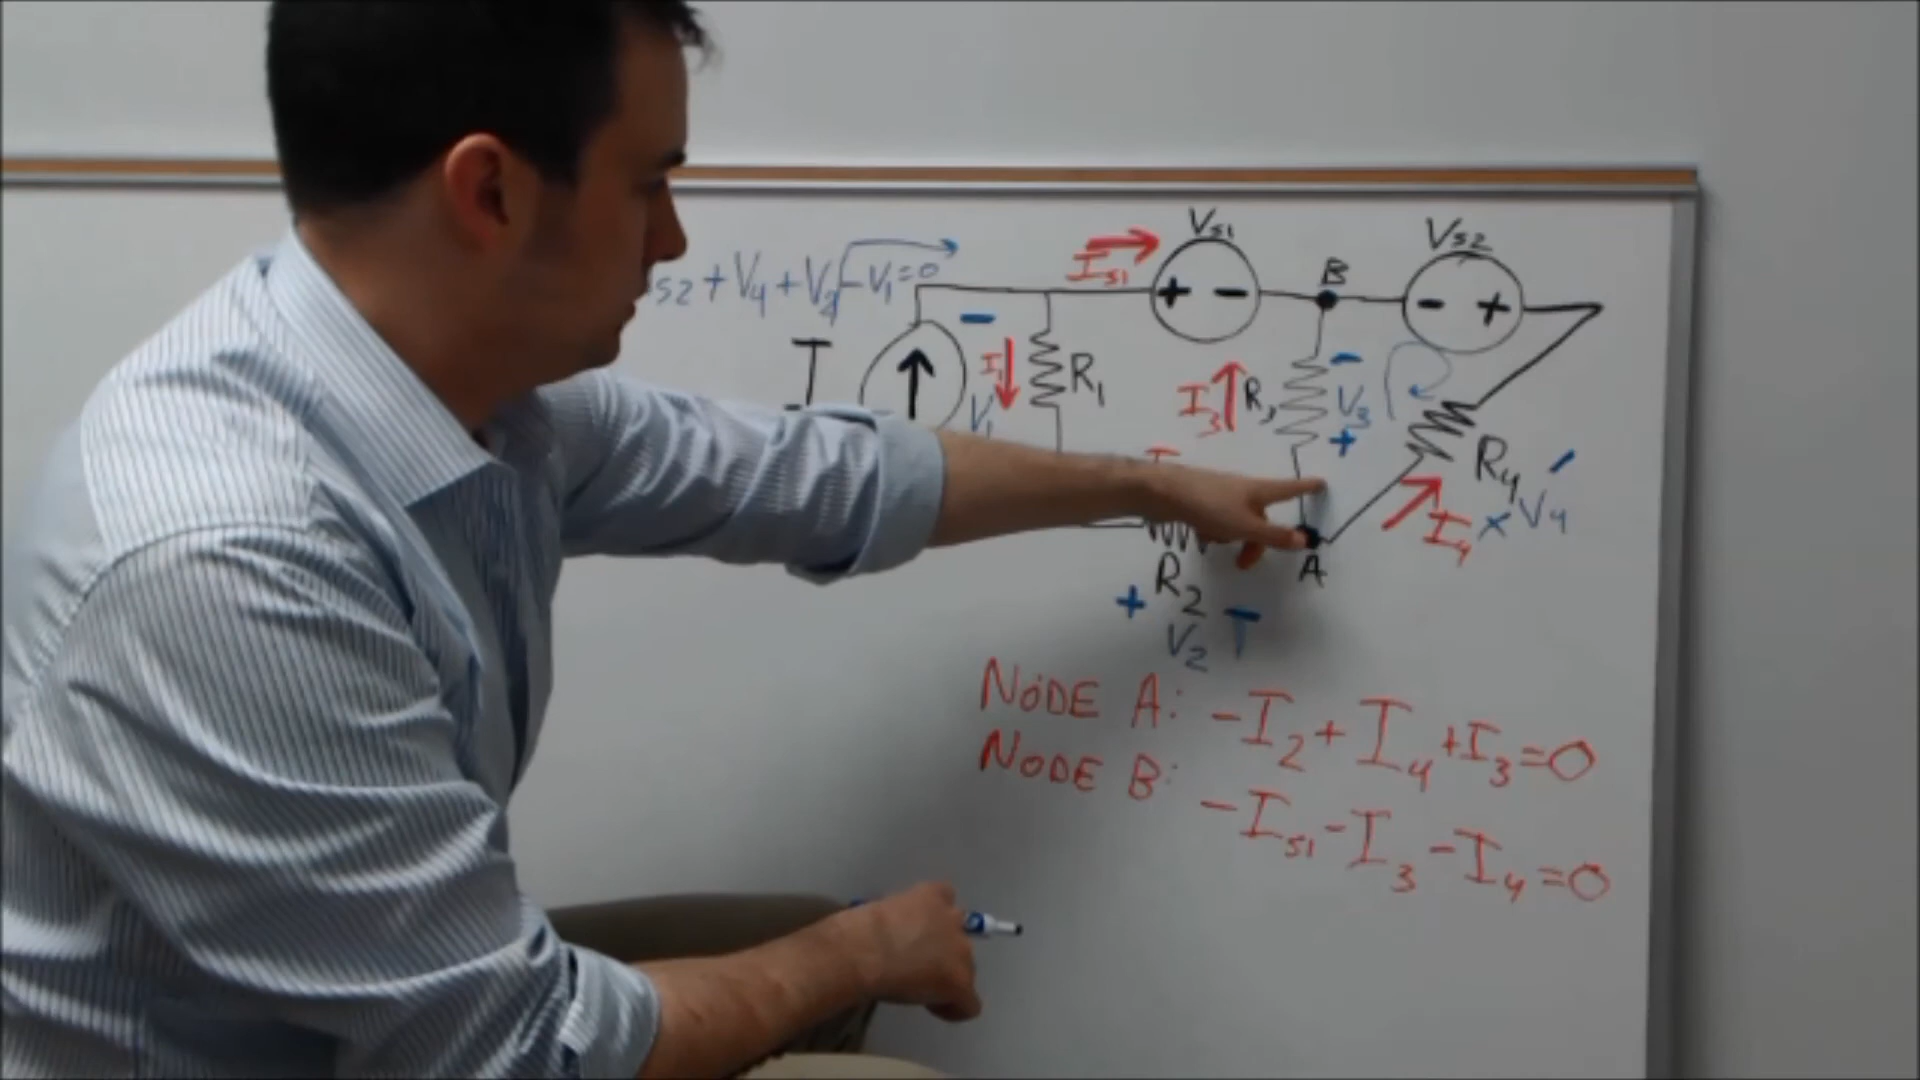 Vs1
Vs2
s2 + V4 + V2 - V1 = 0
Is1
+ -
B
- +
I
-
I1
R1
V1
I3
R3
-
V3
+
R4
I4
+
V4
-
A
R2
+ V2 -
NODE A: -I2 + I4 + I3 = 0
NODE B: -Is1 - I3 - I4 = 0